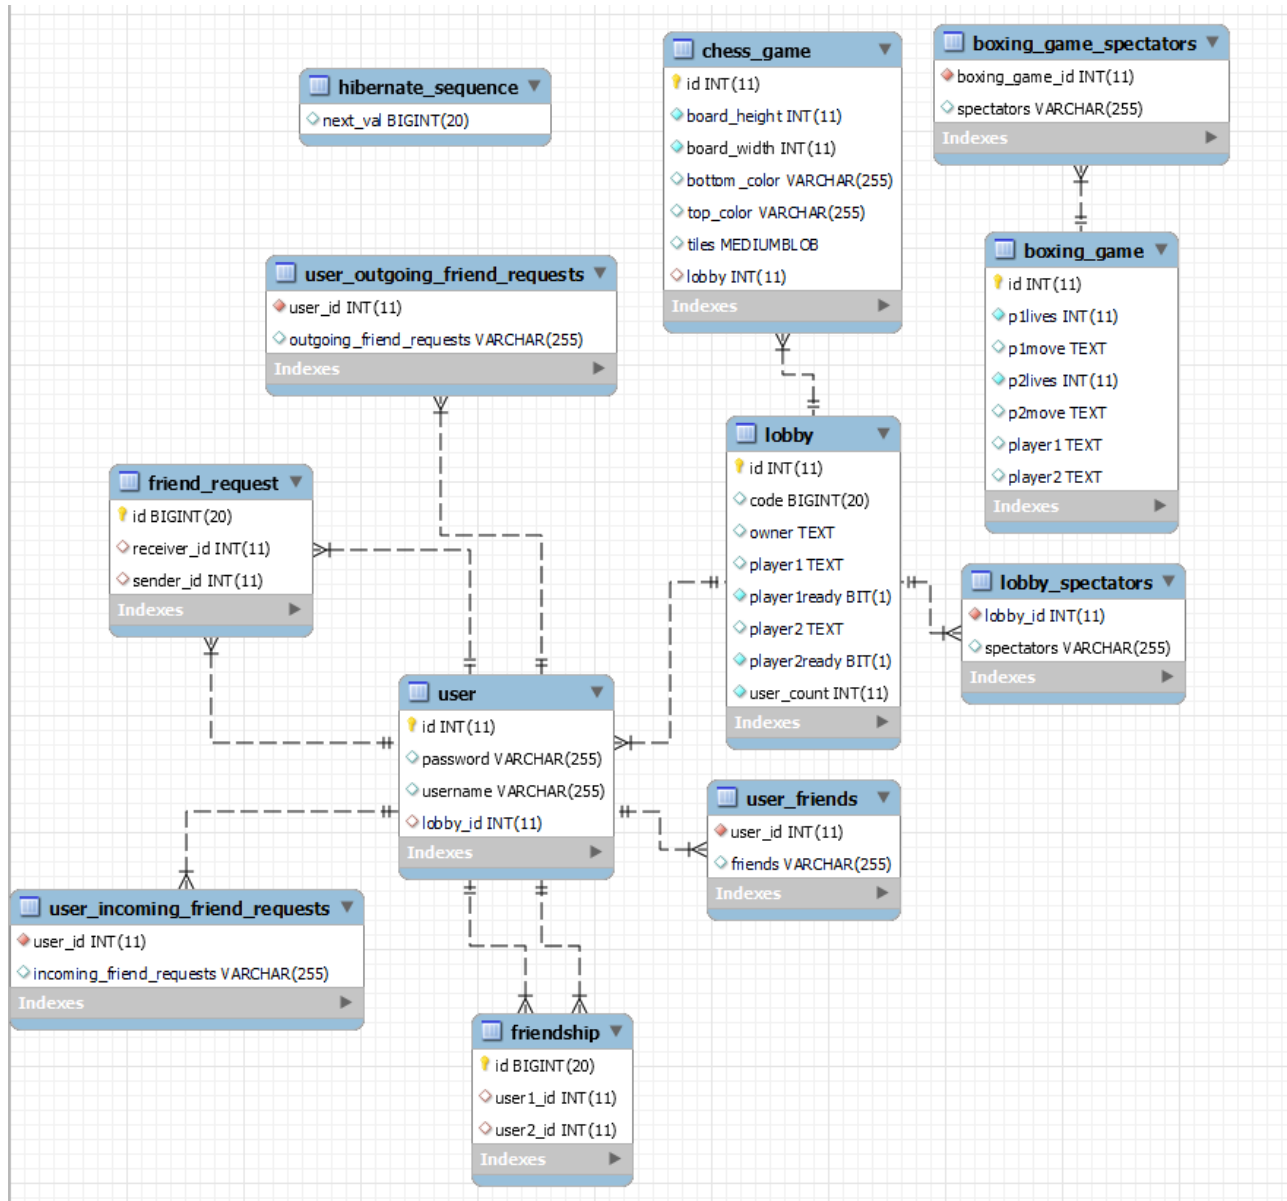 hibernate_sequence
next_val BIGINT(20)
chess_game
id INT(11)
board_height INT(11)
board_width INT(11)
bottom_color VARCHAR(255)
top_color VARCHAR(255)
tiles MEDIUMBLOB
lobby INT(11)
Indexes
boxing_game_spectators
boxing_game_id INT(11)
spectators VARCHAR(255)
Indexes
boxing_game
id INT(11)
p1lives INT(11)
p1move TEXT
p2lives INT(11)
p2move TEXT
player1 TEXT
player2 TEXT
Indexes
user_outgoing_friend_requests
user_id INT(11)
outgoing_friend_requests VARCHAR(255)
Indexes
friend_request
id BIGINT(20)
receiver_id INT(11)
sender_id INT(11)
Indexes
lobby
id INT(11)
code BIGINT(20)
owner TEXT
player1 TEXT
player1ready BIT(1)
player2 TEXT
player2ready BIT(1)
user_count INT(11)
Indexes
lobby_spectators
lobby_id INT(11)
spectators VARCHAR(255)
Indexes
user
id INT(11)
password VARCHAR(255)
username VARCHAR(255)
lobby_id INT(11)
Indexes
user_friends
user_id INT(11)
friends VARCHAR(255)
Indexes
user_incoming_friend_requests
user_id INT(11)
incoming_friend_requests VARCHAR(255)
Indexes
friendship
id BIGINT(20)
user1_id INT(11)
user2_id INT(11)
Indexes